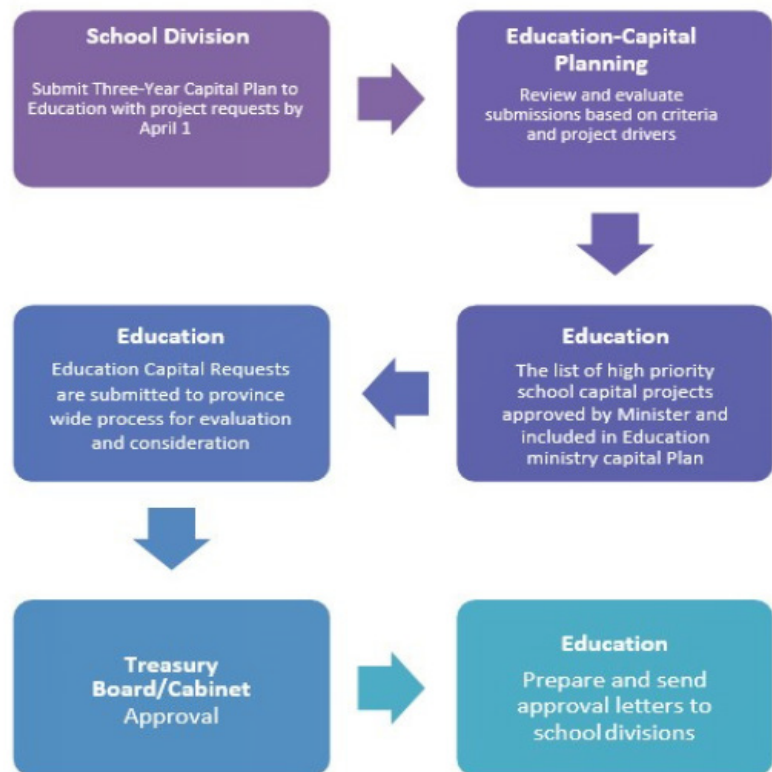 School Division
Submit Three-Year Capital Plan to
Education with project requests by
April 1
Education-Capital
Planning
Review and evaluate
submissions based on criteria
and project drivers
Education
The list of high priority
school capital projects
approved by Minister and
included in Education
ministry capital Plan
Education
Education Capital Requests
are submitted to province
wide process for evaluation
and consideration
Treasury
Board/Cabinet
Approval
Education
Prepare and send
approval letters to
school divisions